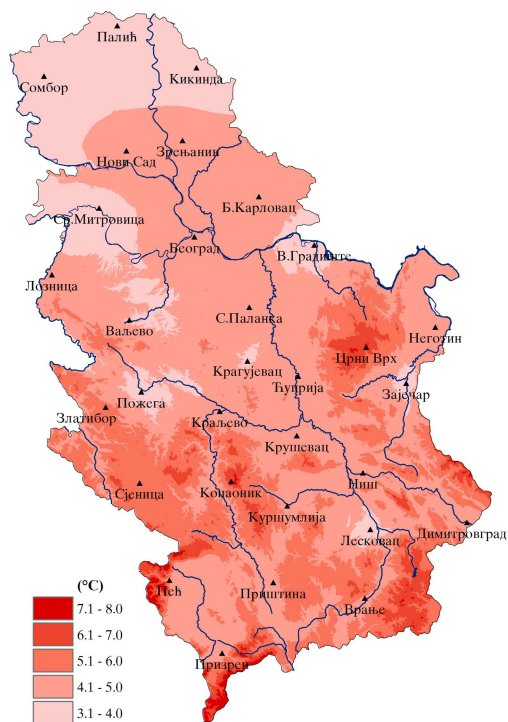 Палић
Кикинда
Сомбор
Зрењанин
Нови Сад
Б.Карловац
Ср.Митровица
Београд
В.Градиште
Лозница
С.Паланка
Ваљево
Неготин
Црни Врх
Крагујевац
Ћуприја
Зајечар
Пожега
Златибор
Краљево
Крушевац
Ниш
Сјеница
Копаоник
Куршумлија
Лесковац
Димитровград
Пећ
Приштина
Врање
Призрен
(°C)
7.1 - 8.0
6.1 - 7.0
5.1 - 6.0
4.1 - 5.0
3.1 - 4.0